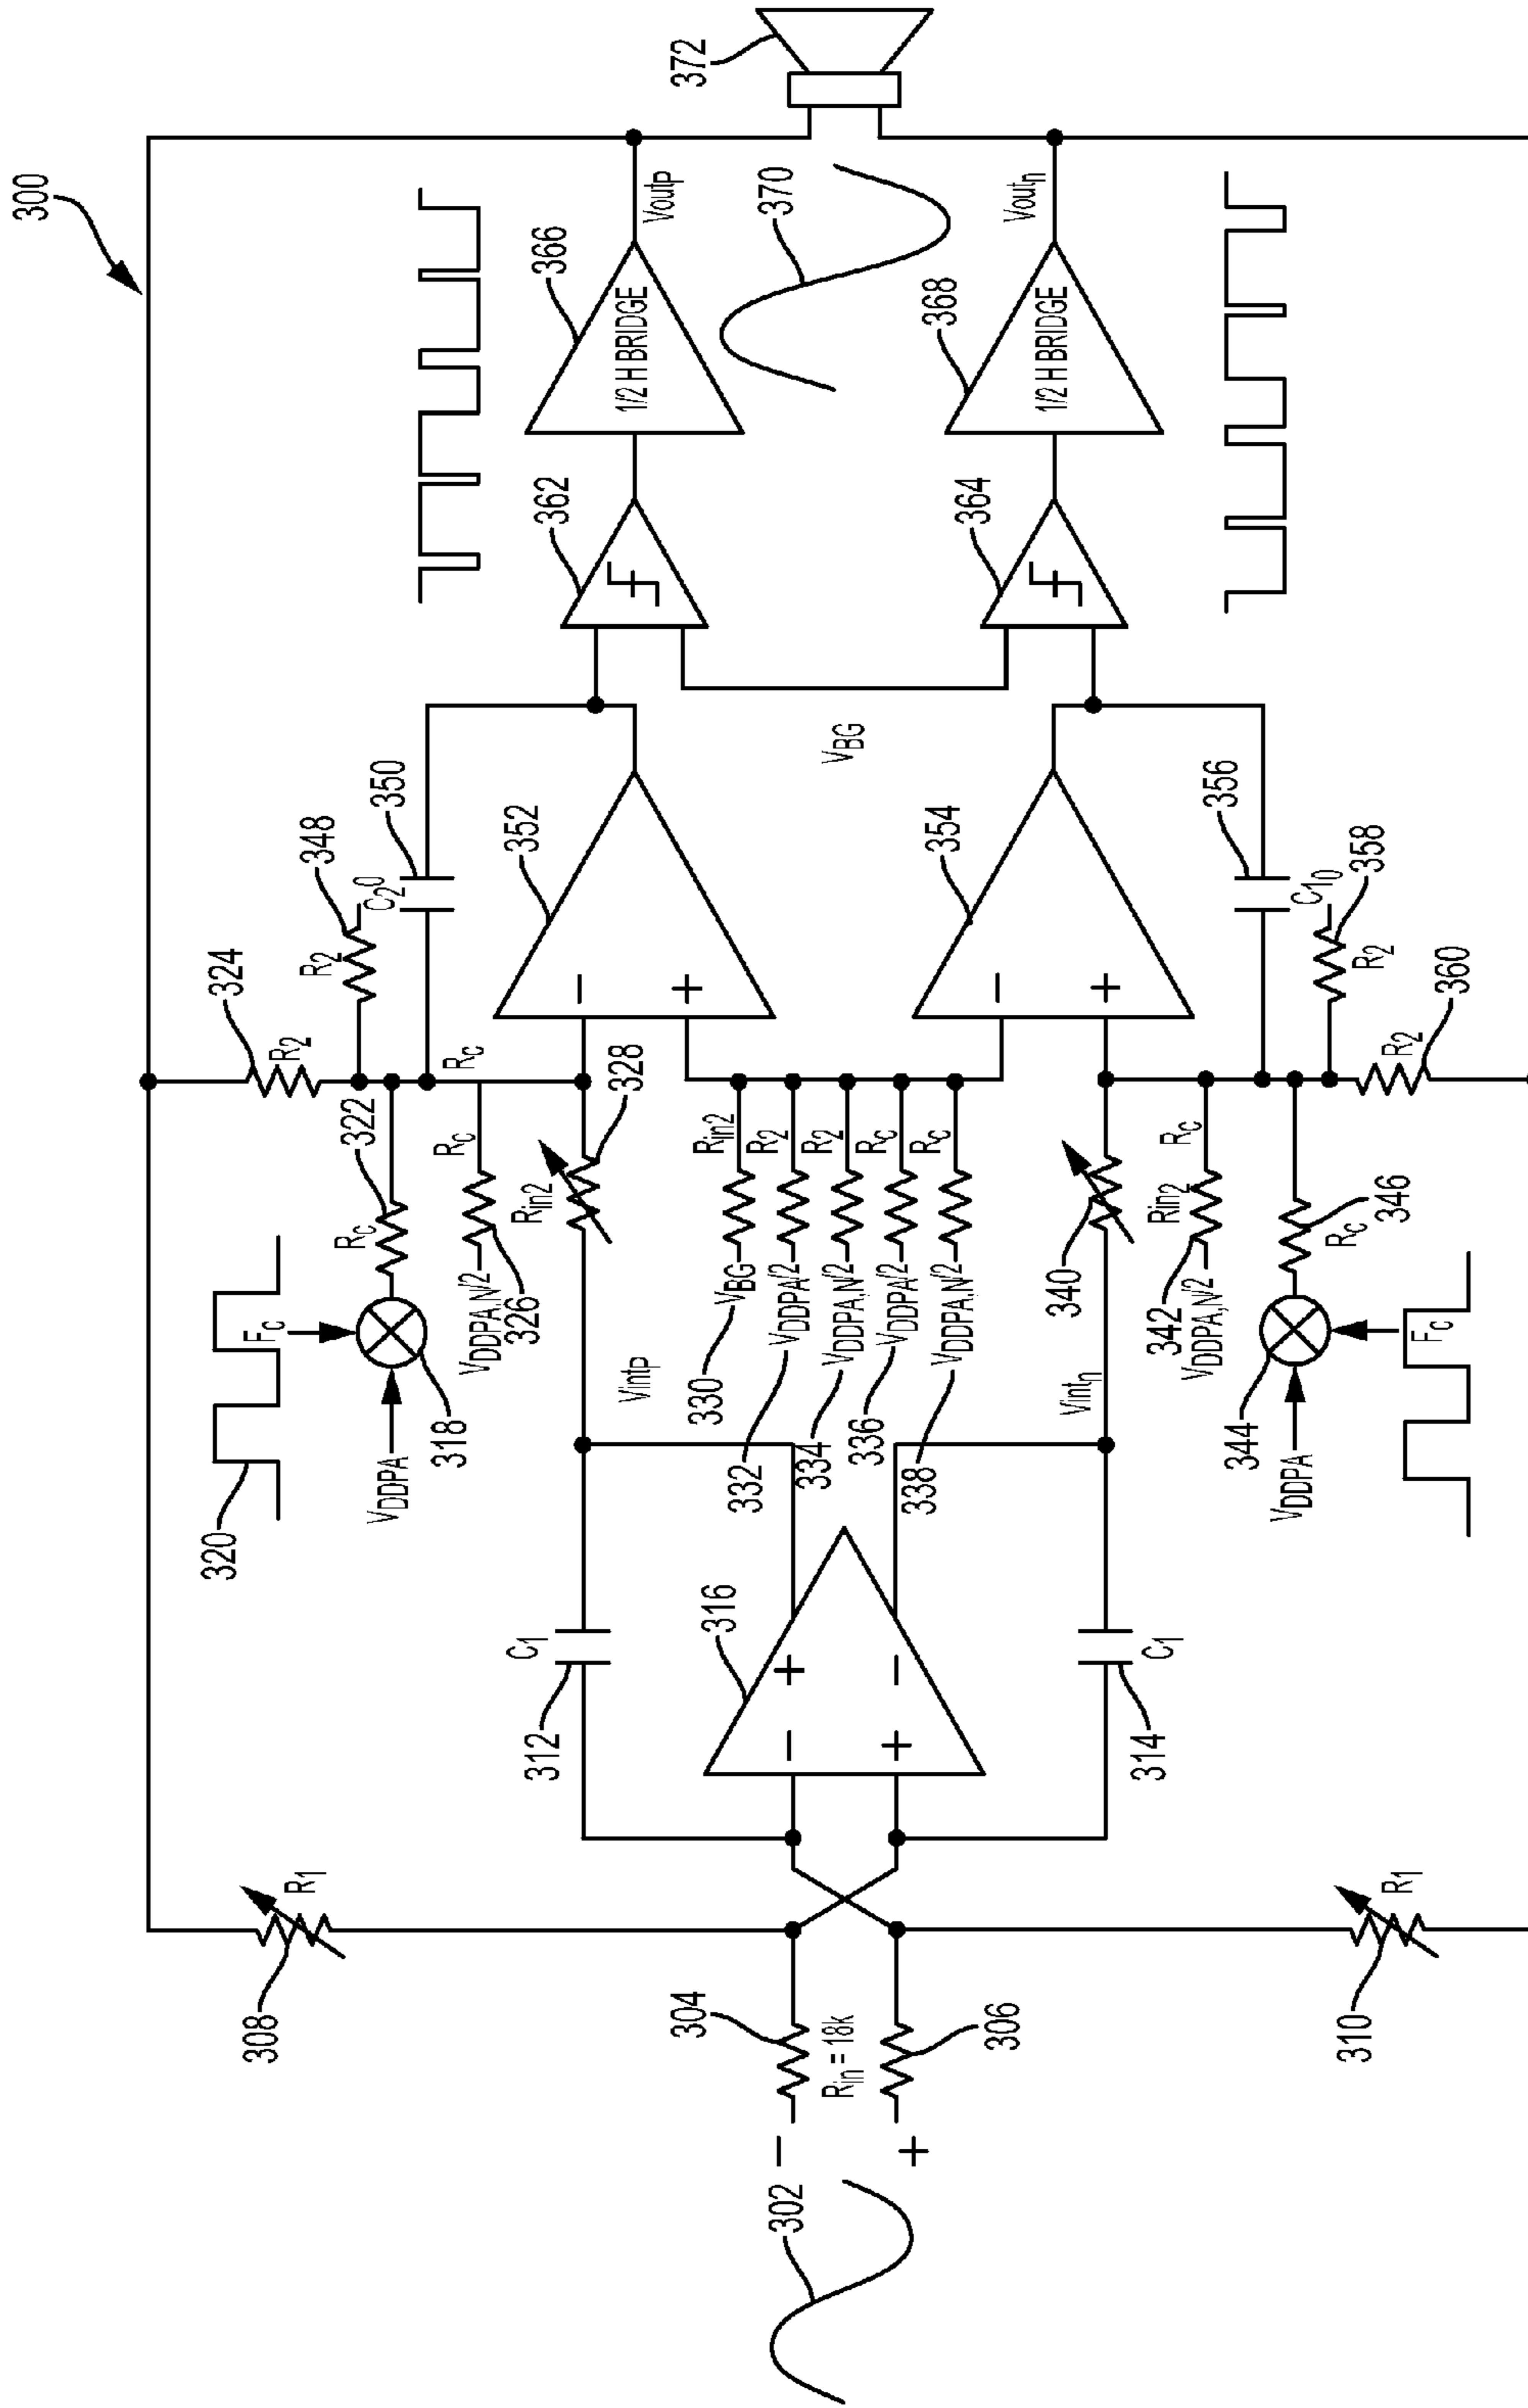 300
320
FC
VDDPA
318
322
RC
324
R2
348
R2
350
C2 0
RC
RC
VDDPA,N/2
326
Rin2
328
352
362
366
1/2 H BRIDGE
VoutP
372
308
R1
312
C1
VintP
316
+
−
−
+
304
Rin = 18k
306
302
−
+
330
VBG
Rin2
332
VDDPA/2
R2
334
VDDPA,N/2
R2
336
VDDPA/2
RC
338
VDDPA,N/2
RC
−
+
VBG
370
−
+
354
364
368
1/2 H BRIDGE
Voutn
314
C1
Vintn
340
342
VDDPA,N/2
Rin2
RC
344
VDDPA
FC
346
RC
356
C1 0
358
R2
360
R2
310
R1